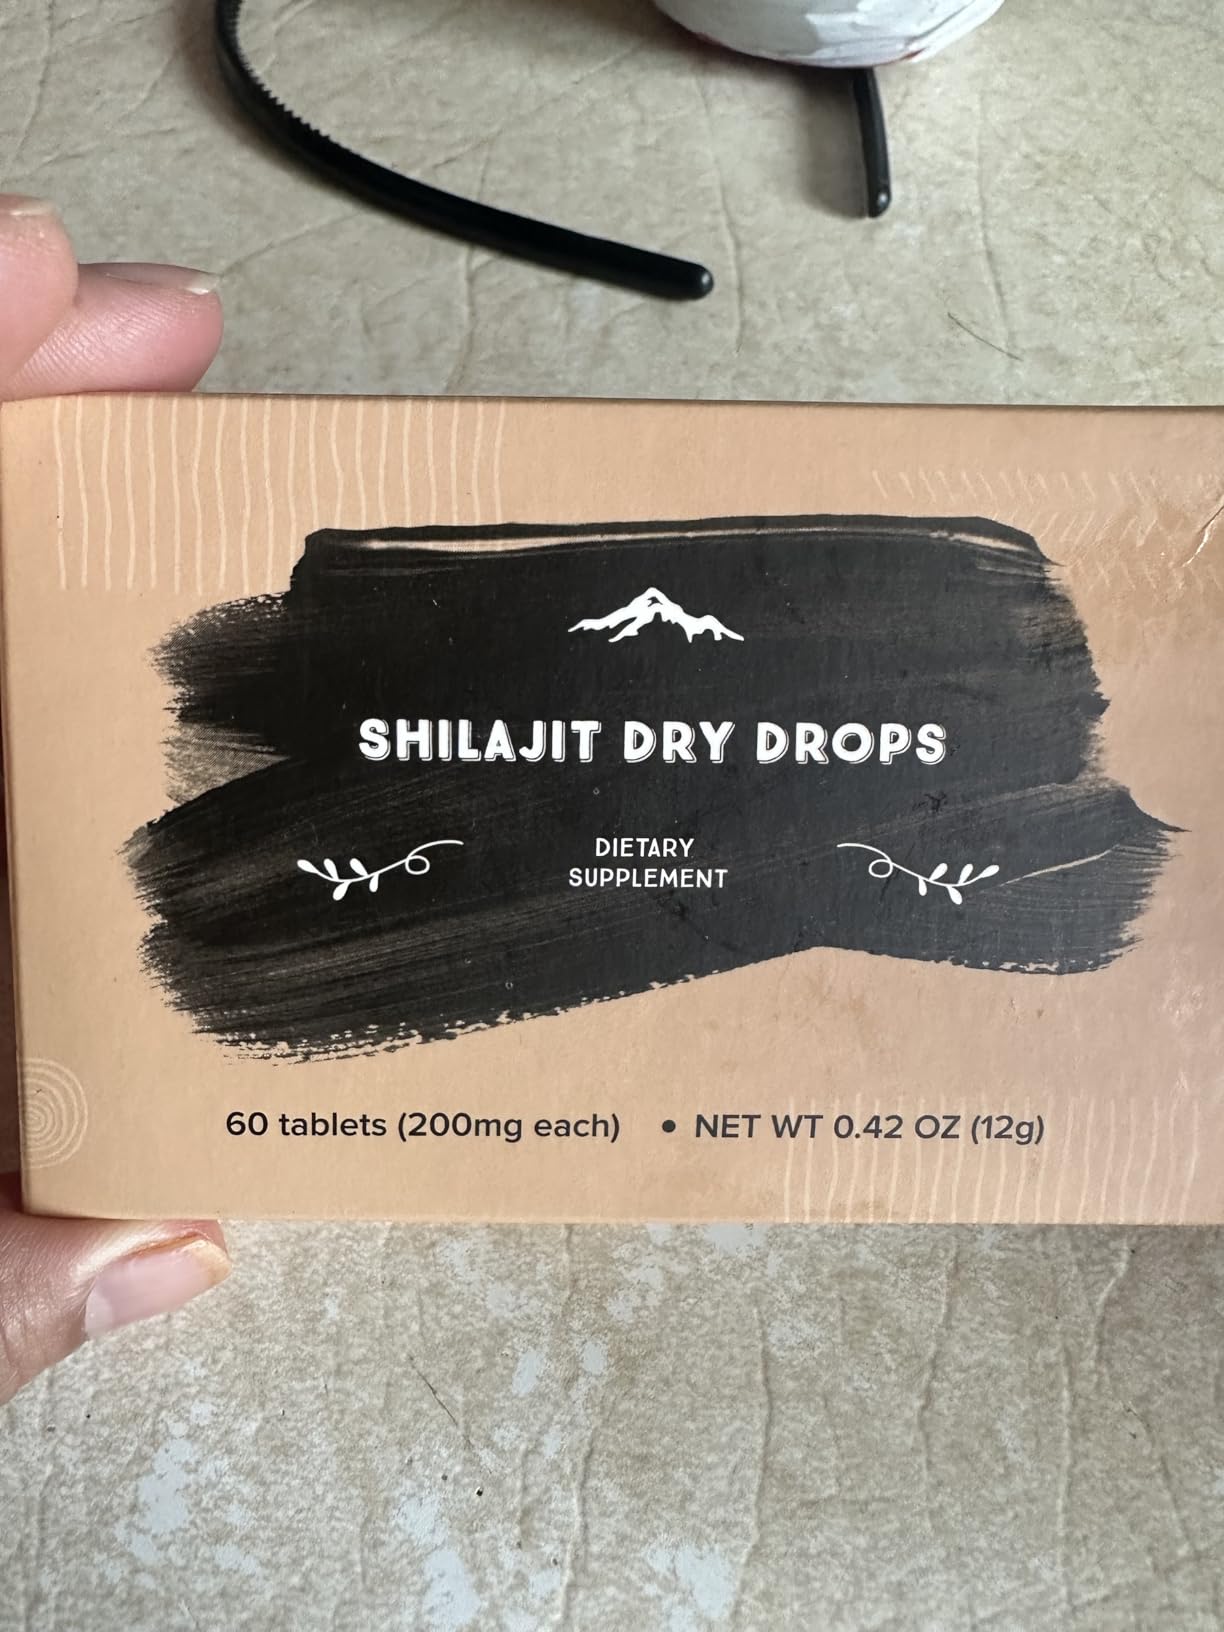 SHILAJIT DRY DROPS
DIETARY
SUPPLEMENT
60 tablets (200mg each) • NET WT 0.42 OZ (12g)